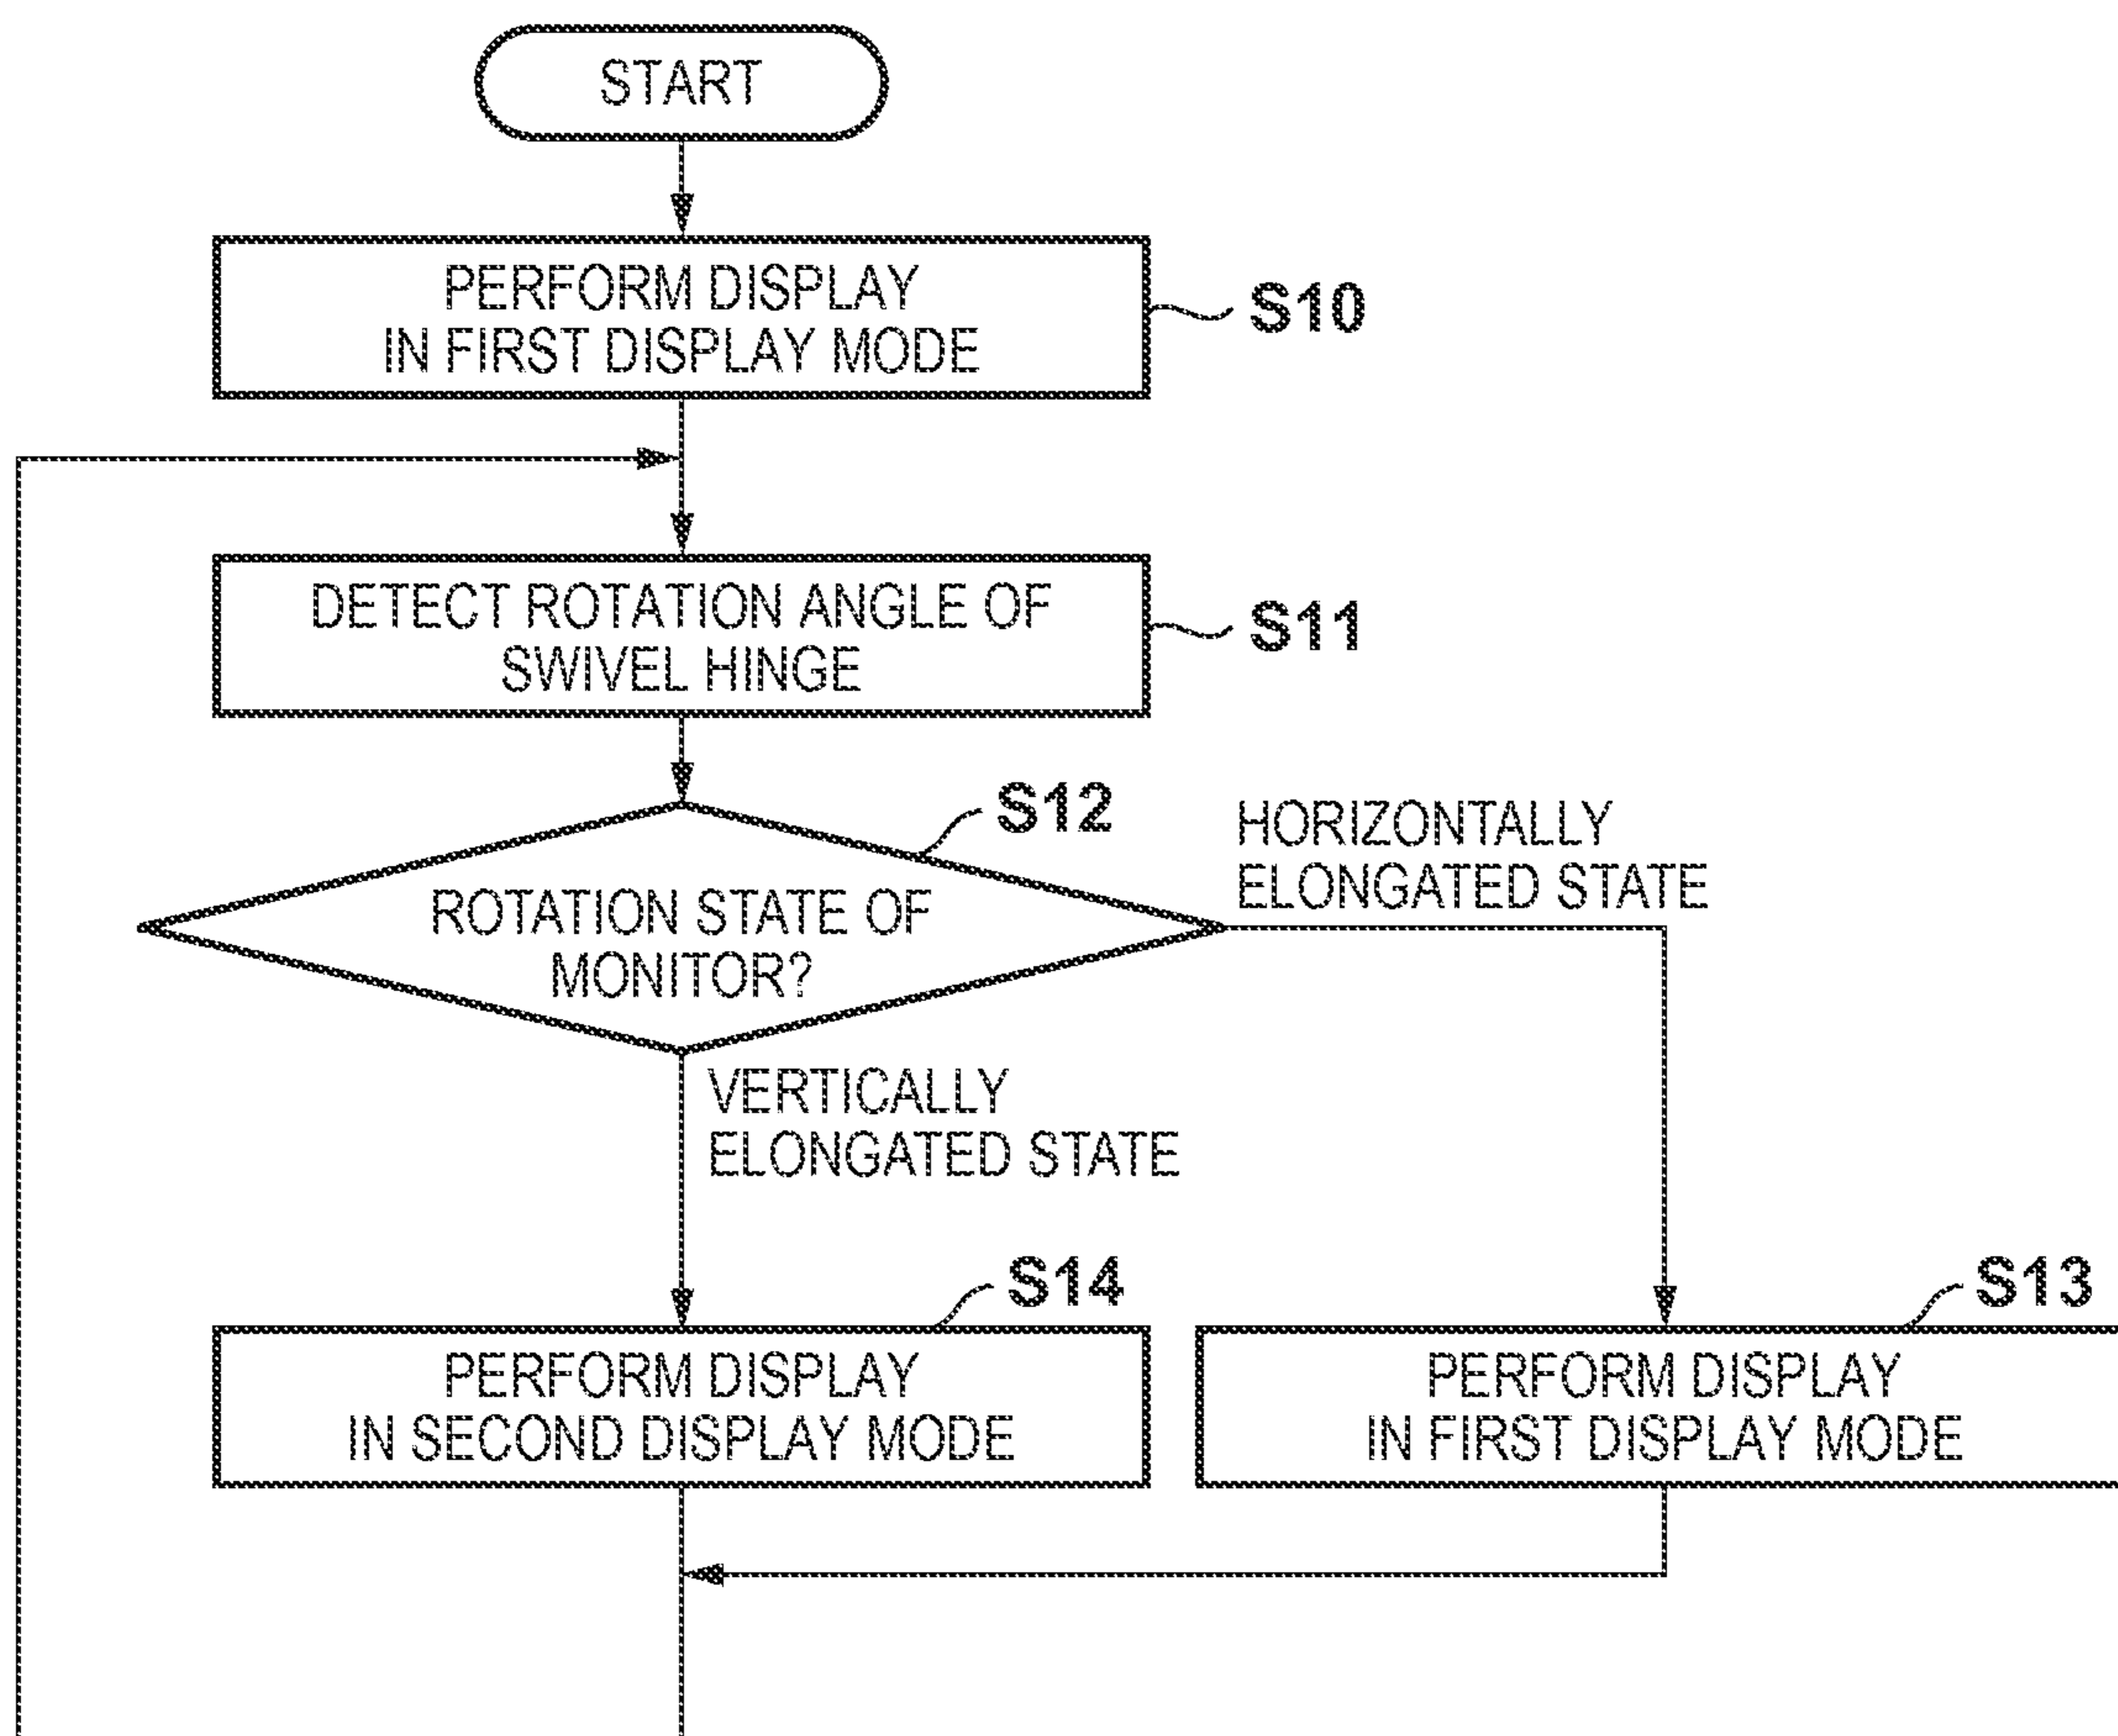 START
PERFORM DISPLAY
IN FIRST DISPLAY MODE
S10
DETECT ROTATION ANGLE OF
SWIVEL HINGE
S11
S12
ROTATION STATE OF
MONITOR?
HORIZONTALLY
ELONGATED STATE
VERTICALLY
ELONGATED STATE
S14
PERFORM DISPLAY
IN SECOND DISPLAY MODE
S13
PERFORM DISPLAY
IN FIRST DISPLAY MODE